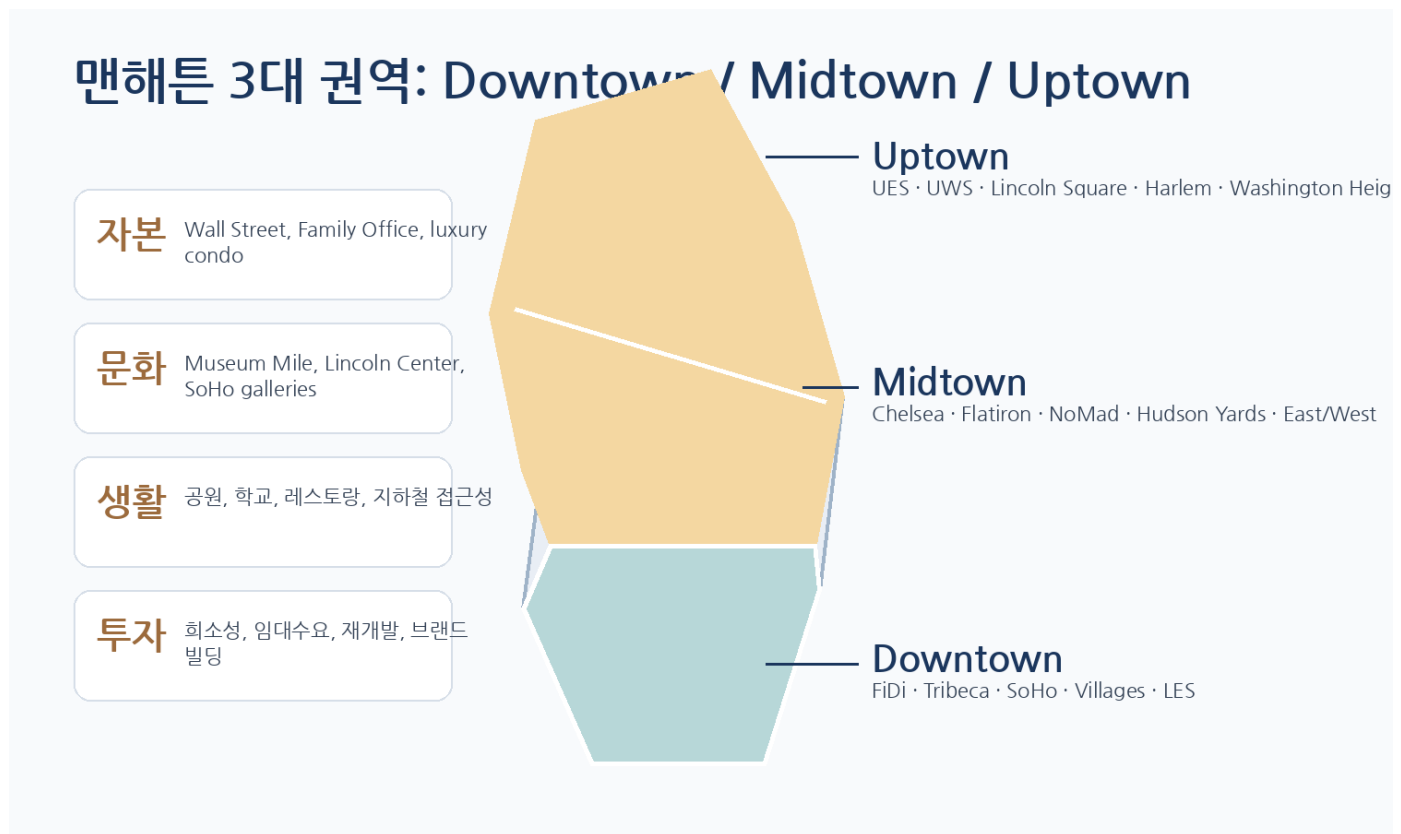 맨해튼 3대 권역: Downtown / Midtown / Uptown
자본
Wall Street, Family Office, luxury
condo
문화
Museum Mile, Lincoln Center,
SoHo galleries
생활
공원, 학교, 레스토랑, 지하철 접근성
투자
희소성, 임대수요, 재개발, 브랜드
빌딩
Uptown
UES · UWS · Lincoln Square · Harlem · Washington Heig
Midtown
Chelsea · Flatiron · NoMad · Hudson Yards · East/West
Downtown
FiDi · Tribeca · SoHo · Villages · LES